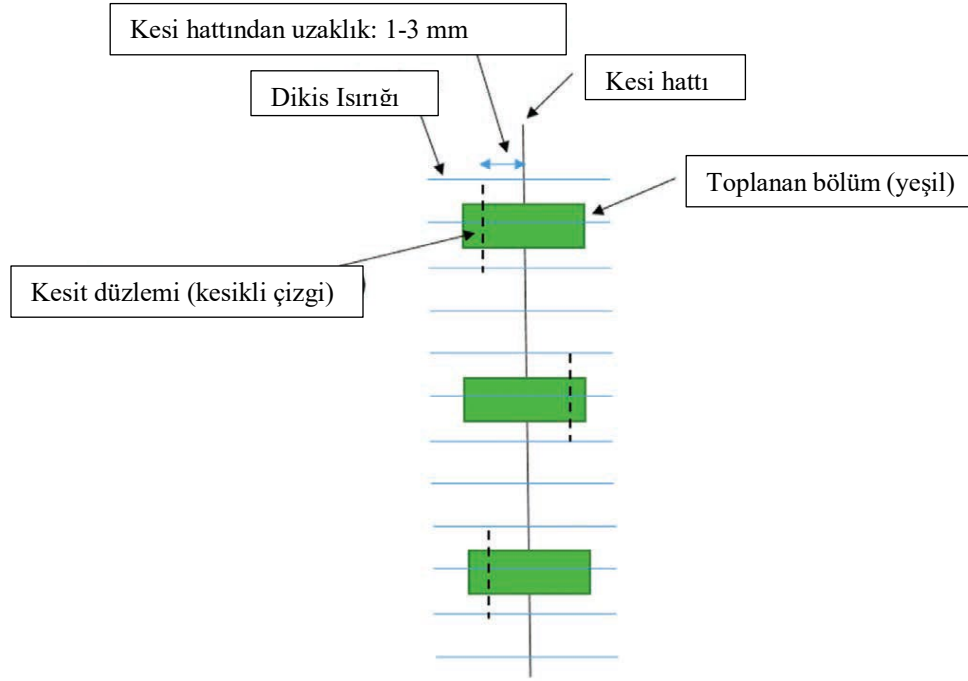 Kesi hattından uzaklık: 1-3 mm
Kesi hattı
Dikis Isırığı
Toplanan bölüm (yeşil)
Kesit düzlemi (kesikli çizgi)